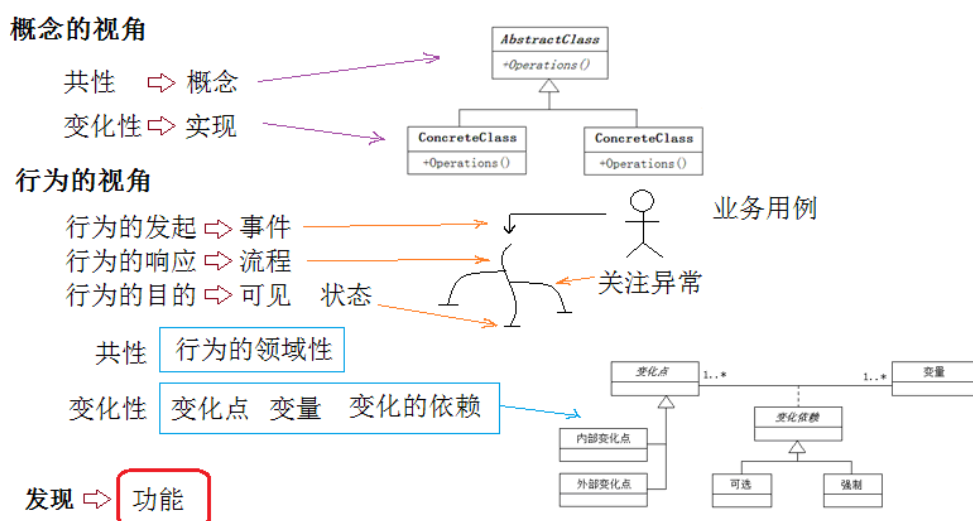 概念的视角
AbstractClass
+Operations()
共性 概念
变化性 实现
ConcreteClass
+Operations()
ConcreteClass
+Operations()
行为的视角
业务用例
行为的发起 事件
行为的响应 流程
关注异常
行为的目的 可见 状态
共性 行为的领域性
变化性 变化点 变量 变化的依赖
变化点
1..*
1..*
变量
变化依赖
内部变化点
外部变化点
可选
强制
发现 功能